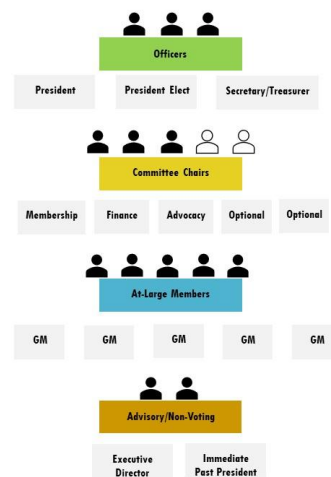 Officers
President
President Elect
Secretary/Treasurer
Committee Chairs
Membership
Finance
Advocacy
Optional
Optional
At-Large Members
GM
GM
GM
GM
GM
Advisory/Non-Voting
Executive
Director
Immediate
Past President